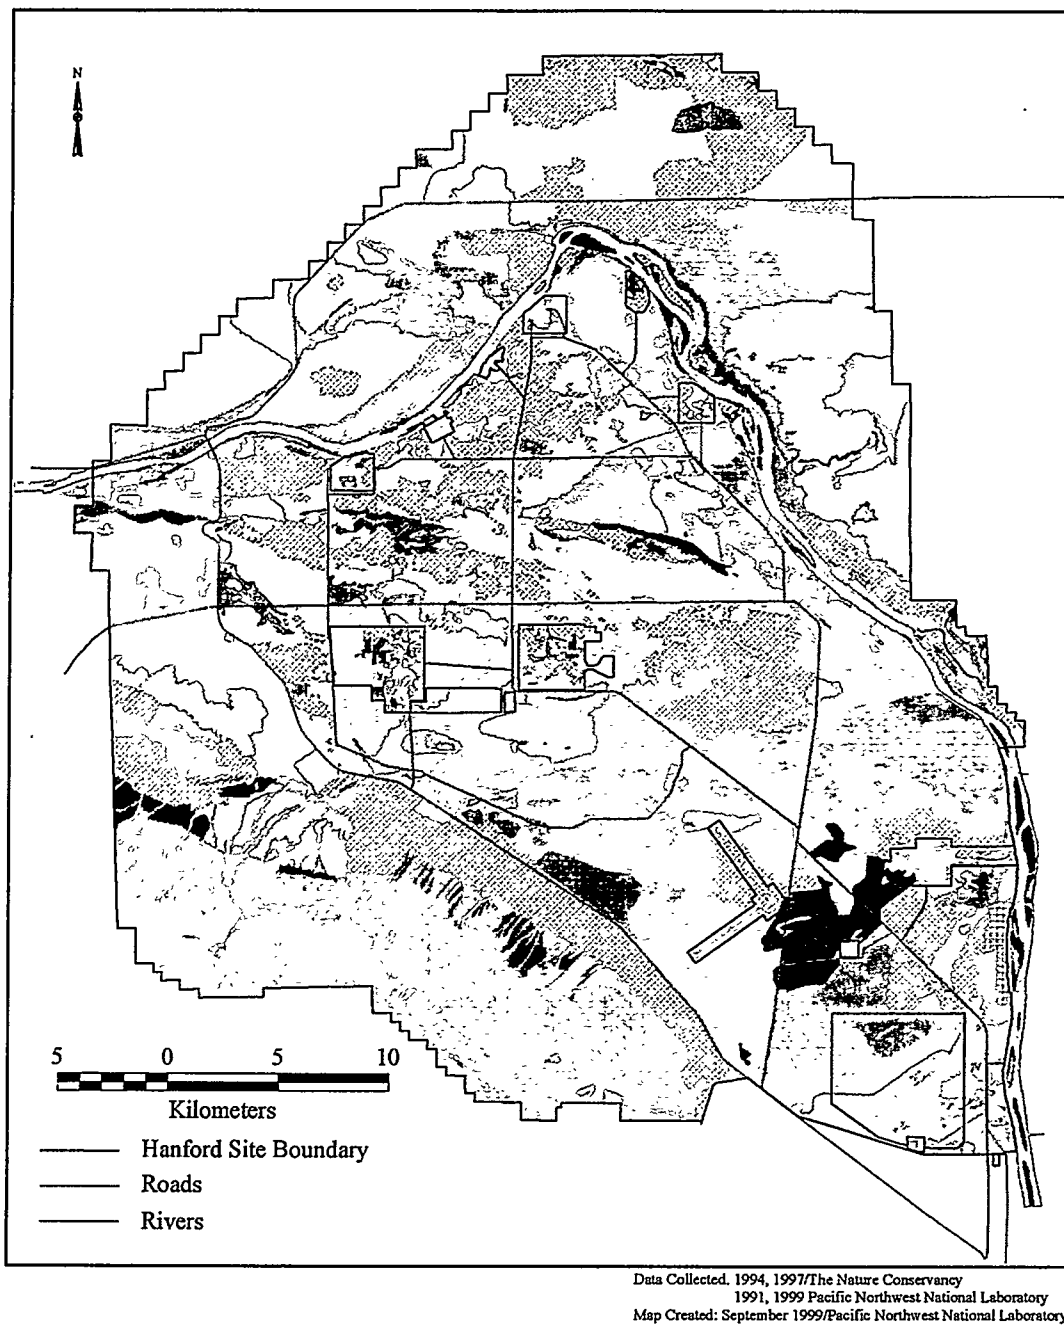 N
5 0 5 10
Kilometers
Hanford Site Boundary
Roads
Rivers
Data Collected. 1994, 1997/The Nature Conservancy
1991, 1999 Pacific Northwest National Laboratory
Map Created: September 1999/Pacific Northwest National Laboratory